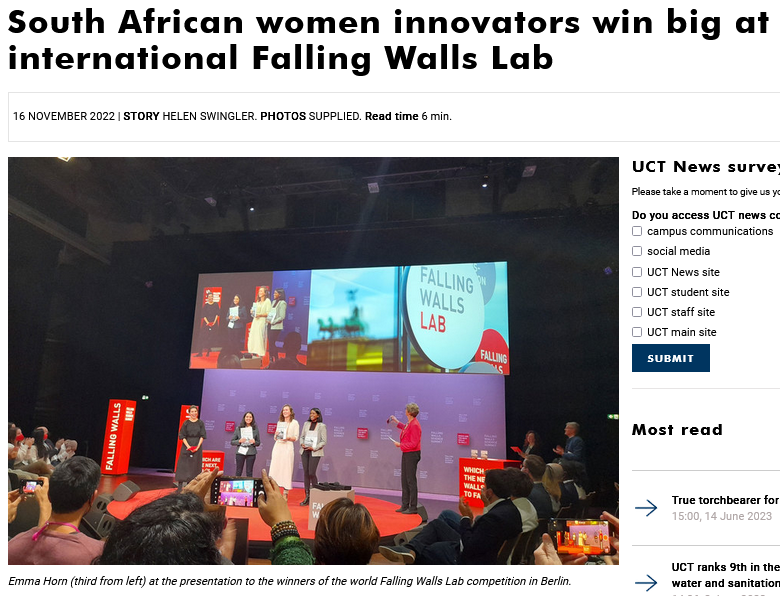 South African women innovators win big at
international Falling Walls Lab
16 NOVEMBER 2022 | STORY HELEN SWINGLER. PHOTOS SUPPLIED. Read time 6 min.
FALLING
WALLS
LAB
FALLING
FALLING WALLS
WHICH
THE NE
WALLS
TO FA
Emma Horn (third from left) at the presentation to the winners of the world Falling Walls Lab competition in Berlin.
UCT News survey
Please take a moment to give us yo
Do you access UCT news co
campus communications
social media
UCT News site
UCT student site
UCT staff site
UCT main site
SUBMIT
Most read
True torchbearer for
15:00, 14 June 2023
UCT ranks 9th in the
water and sanitation